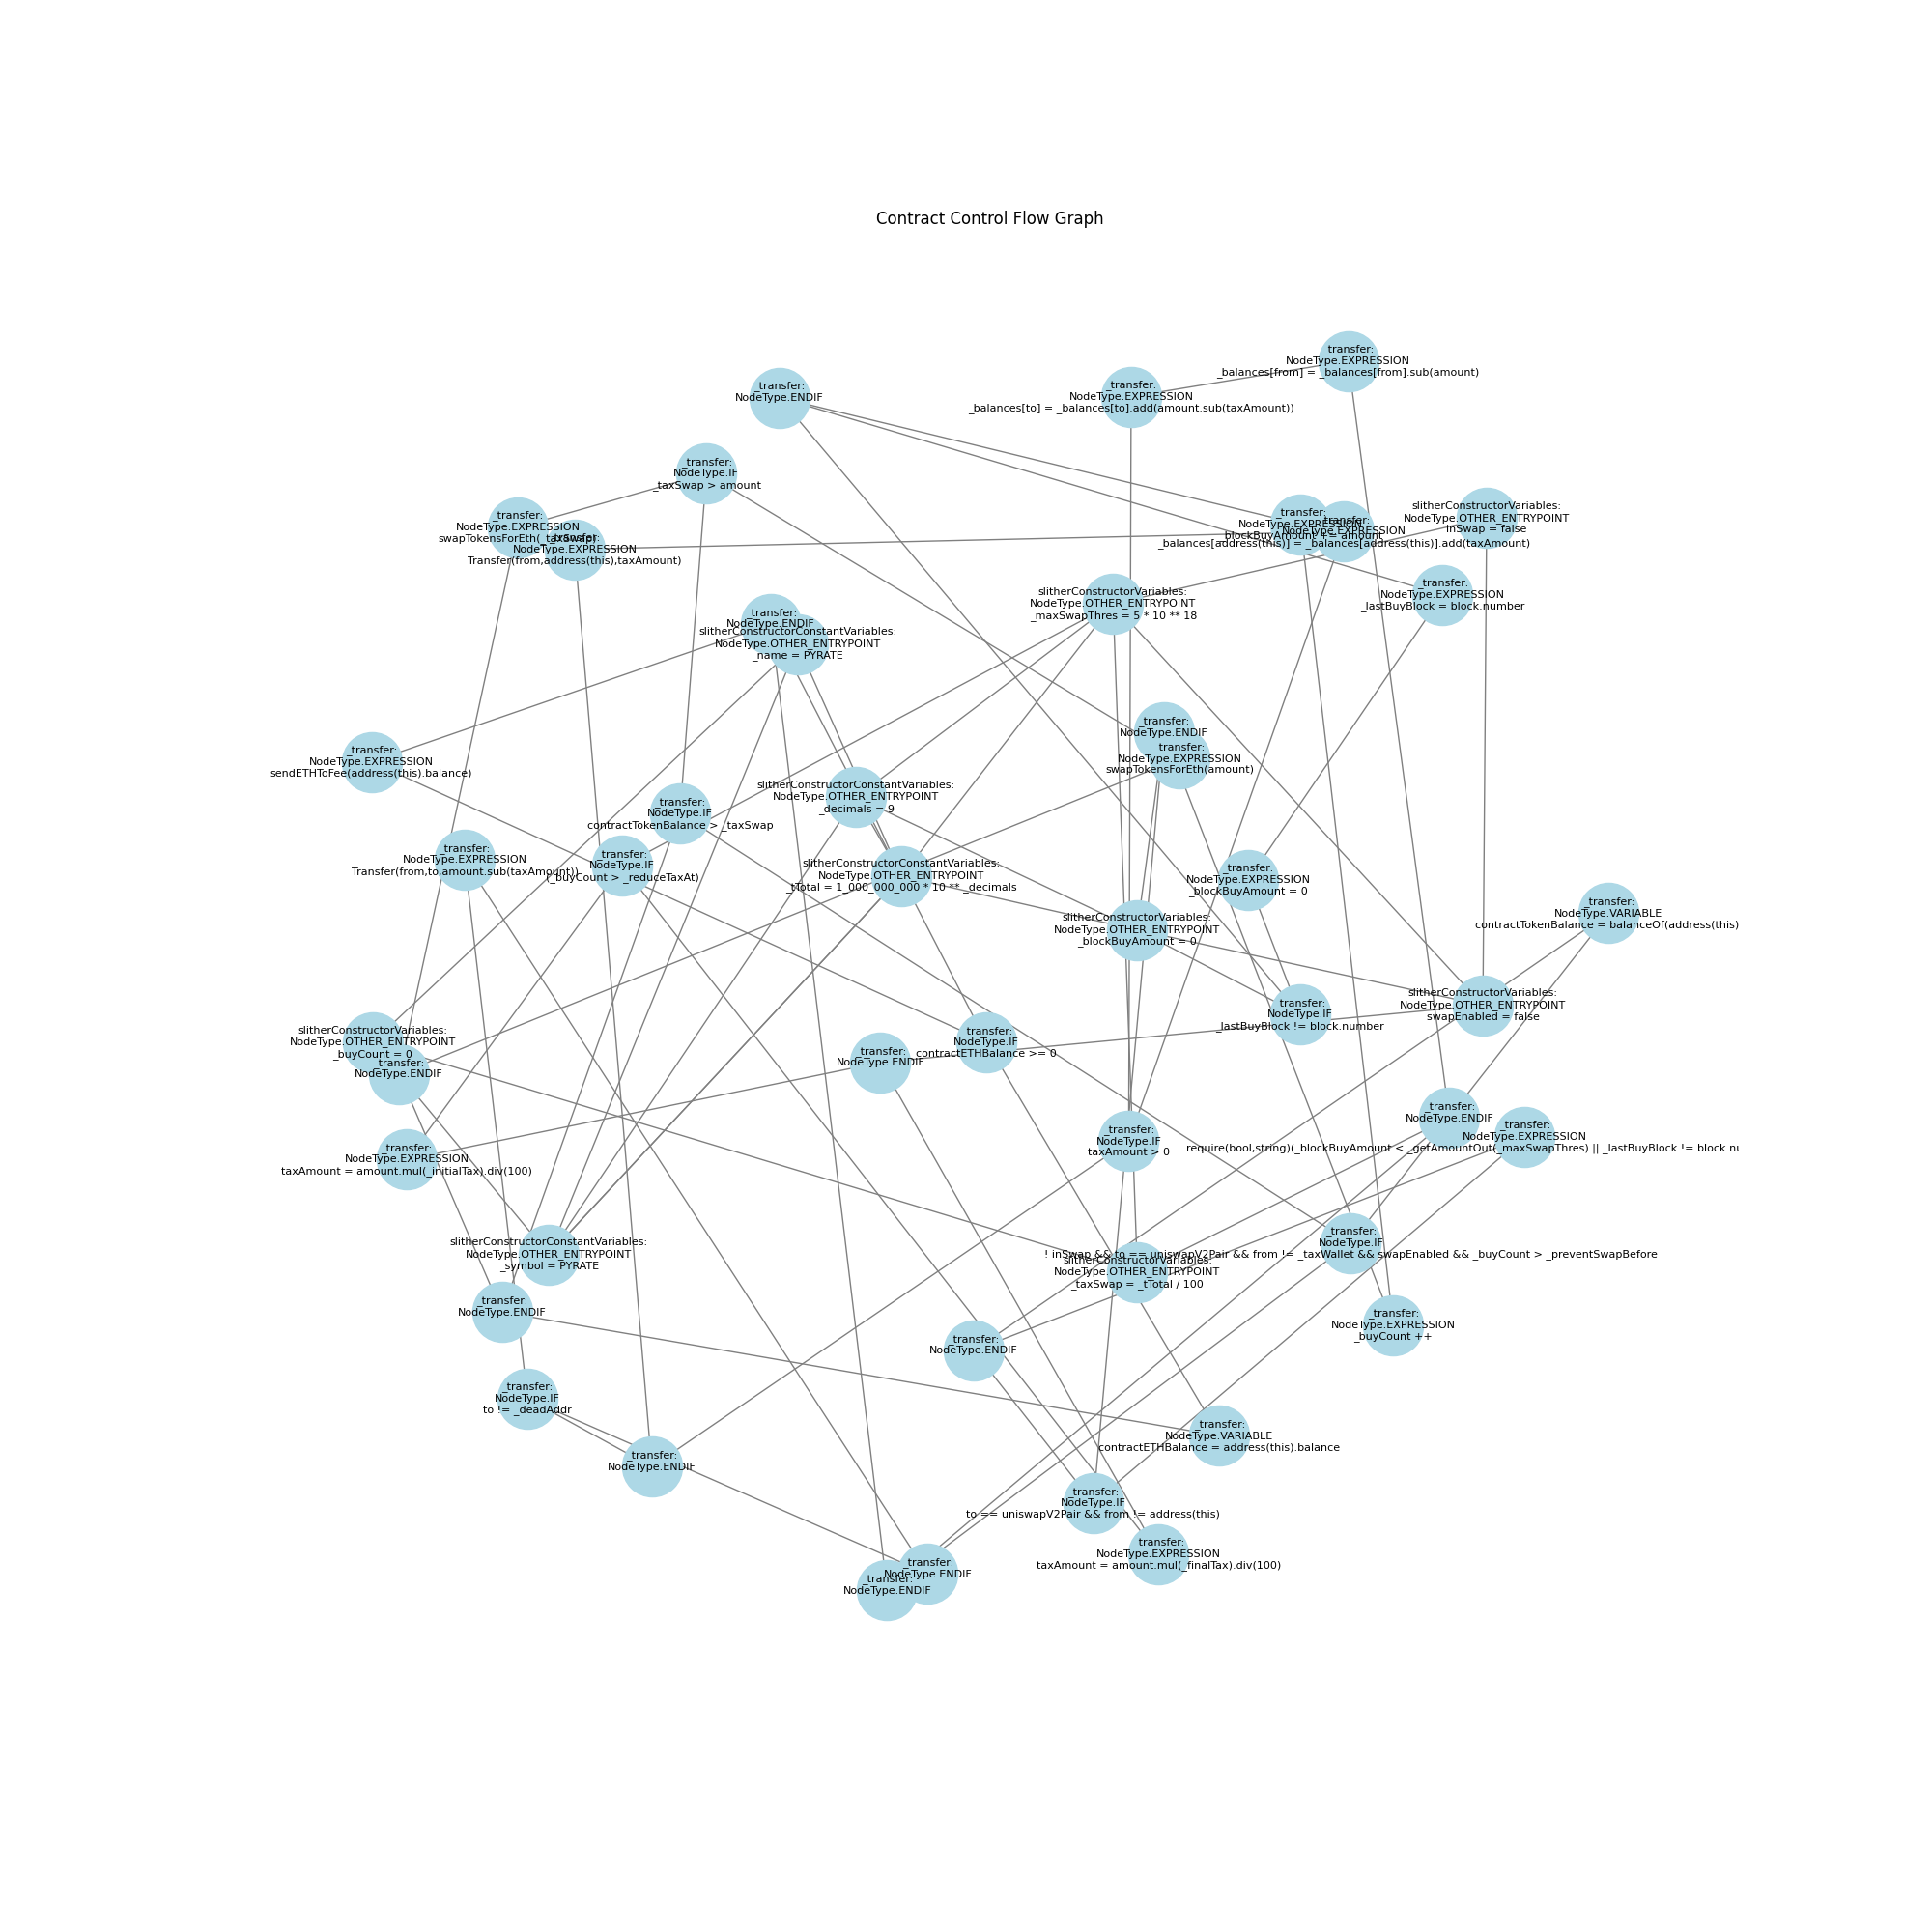 Contract Control Flow Graph
_transfer:
NodeType.EXPRESSION
_balances[from] = _balances[from].sub(amount)
_transfer:
NodeType.ENDIF
_transfer:
NodeType.EXPRESSION
_balances[to] = _balances[to].add(amount.sub(taxAmount))
_transfer:
NodeType.IF
_taxSwap > amount
_transfer:
NodeType.EXPRESSION
swapTokensForEth(_taxSwap)
_transfer:
NodeType.EXPRESSION
Transfer(from,address(this),taxAmount)
_transfer:
NodeType.EXPRESSION
_blockBuyAmount += amount
_transfer:
NodeType.EXPRESSION
_balances[address(this)] = _balances[address(this)].add(taxAmount)
slitherConstructorVariables:
NodeType.OTHER_ENTRYPOINT
inSwap = false
_transfer:
NodeType.EXPRESSION
_lastBuyBlock = block.number
slitherConstructorVariables:
NodeType.OTHER_ENTRYPOINT
_maxSwapThres = 5 * 10 ** 18
_transfer:
NodeType.ENDIF
slitherConstructorConstantVariables:
NodeType.OTHER_ENTRYPOINT
_name = PYRATE
_transfer:
NodeType.ENDIF
_transfer:
NodeType.EXPRESSION
swapTokensForEth(amount)
_transfer:
NodeType.EXPRESSION
sendETHToFee(address(this).balance)
slitherConstructorConstantVariables:
NodeType.OTHER_ENTRYPOINT
_decimals = 9
_transfer:
NodeType.IF
contractTokenBalance > _taxSwap
_transfer:
NodeType.EXPRESSION
Transfer(from,to,amount.sub(taxAmount))
_transfer:
NodeType.IF
(_buyCount > _reduceTaxAt)
slitherConstructorConstantVariables:
NodeType.OTHER_ENTRYPOINT
_tTotal = 1_000_000_000 * 10 ** _decimals
_transfer:
NodeType.EXPRESSION
_blockBuyAmount = 0
_transfer:
NodeType.VARIABLE
contractTokenBalance = balanceOf(address(this)
slitherConstructorVariables:
NodeType.OTHER_ENTRYPOINT
_blockBuyAmount = 0
slitherConstructorVariables:
NodeType.OTHER_ENTRYPOINT
swapEnabled = false
_transfer:
NodeType.IF
_lastBuyBlock != block.number
slitherConstructorVariables:
NodeType.OTHER_ENTRYPOINT
_buyCount = 0
_transfer:
NodeType.ENDIF
_transfer:
NodeType.IF
contractETHBalance >= 0
_transfer:
NodeType.ENDIF
_transfer:
NodeType.ENDIF
_transfer:
NodeType.EXPRESSION
require(bool,string)(_blockBuyAmount < _getAmountOut(_maxSwapThres) || _lastBuyBlock != block.nu
_transfer:
NodeType.IF
taxAmount > 0
_transfer:
NodeType.EXPRESSION
taxAmount = amount.mul(_initialTax).div(100)
_transfer:
NodeType.IF
! inSwap && to == uniswapV2Pair && from != _taxWallet && swapEnabled && _buyCount > _preventSwapBefore
slitherConstructorConstantVariables:
NodeType.OTHER_ENTRYPOINT
_symbol = PYRATE
slitherConstructorVariables:
NodeType.OTHER_ENTRYPOINT
_taxSwap = _tTotal / 100
_transfer:
NodeType.ENDIF
_transfer:
NodeType.EXPRESSION
_buyCount ++
_transfer:
NodeType.ENDIF
_transfer:
NodeType.IF
to != _deadAddr
_transfer:
NodeType.VARIABLE
contractETHBalance = address(this).balance
_transfer:
NodeType.ENDIF
_transfer:
NodeType.IF
to == uniswapV2Pair && from != address(this)
_transfer:
NodeType.EXPRESSION
taxAmount = amount.mul(_finalTax).div(100)
_transfer:
NodeType.ENDIF
_transfer:
NodeType.ENDIF